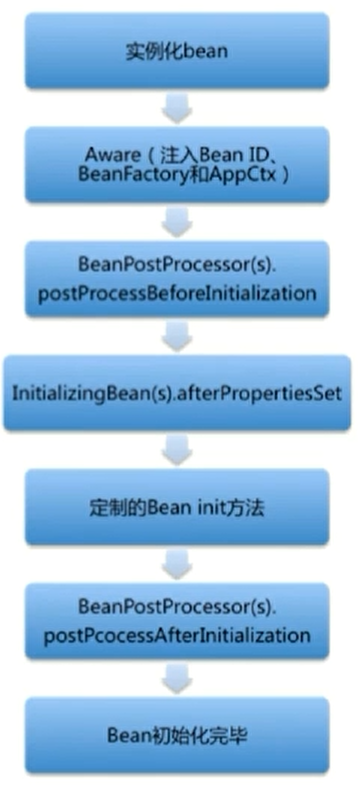 实例化bean
Aware（注入Bean ID、
BeanFactory和AppCtx）
BeanPostProcessor(s).
postProcessBeforeInitialization
InitializingBean(s).afterPropertiesSet
定制的Bean init方法
BeanPostProcessor(s).
postPcocessAfterInitialization
Bean初始化完毕